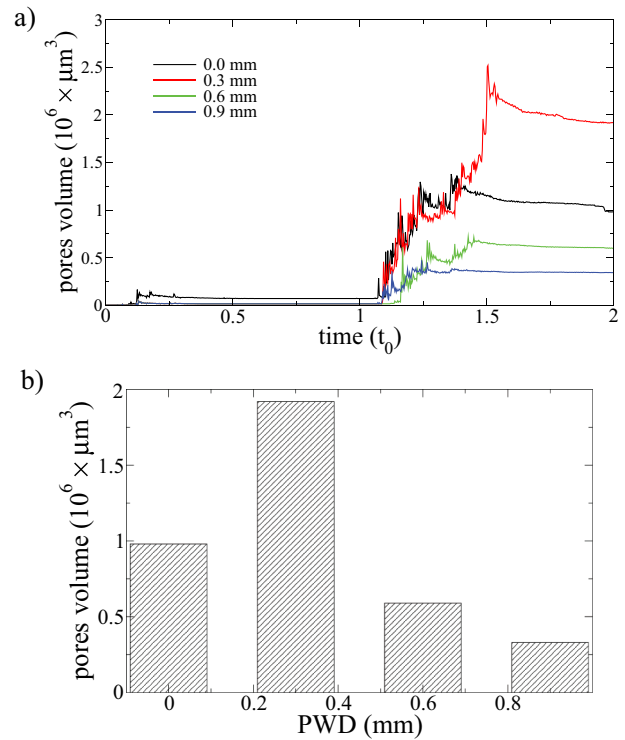 a)
pores volume (10⁶ × μm³)
3
2.5
2
1.5
1
0.5
0
0.0 mm
0.3 mm
0.6 mm
0.9 mm
0
0.5
1
1.5
2
time (t₀)
b)
pores volume (10⁶ × μm³)
2
1.5
1
0.5
0
0
0.2
0.4
0.6
0.8
PWD (mm)